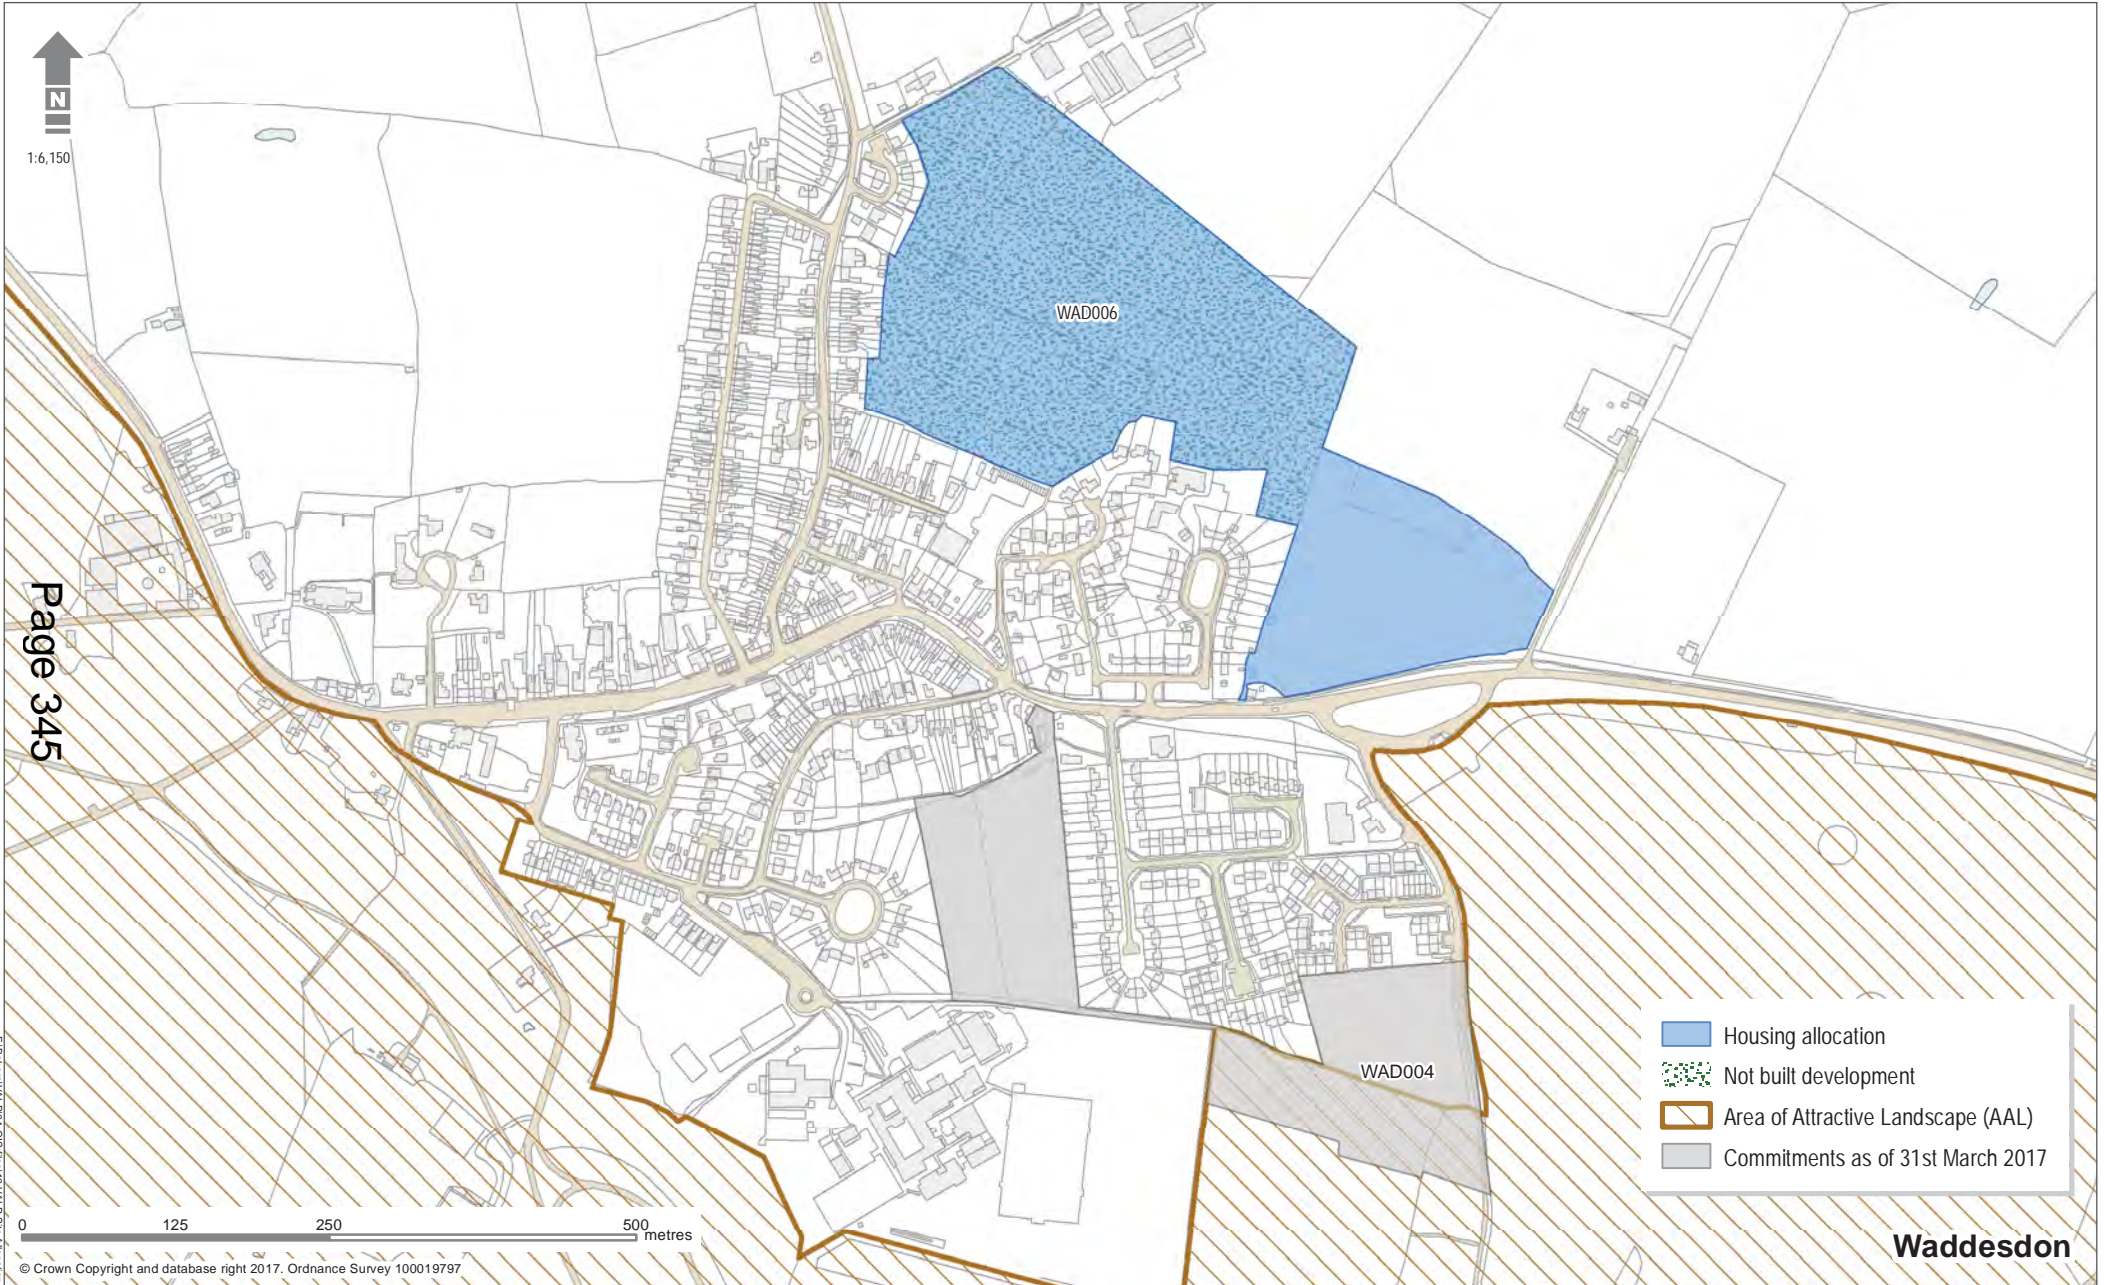 N
1:6,150
WAD006
Page 345
WAD004
Housing allocation
Not built development
Area of Attractive Landscape (AAL)
Commitments as of 31st March 2017
0 125 250 500
metres
Waddesdon
© Crown Copyright and database right 2017. Ordnance Survey 100019797